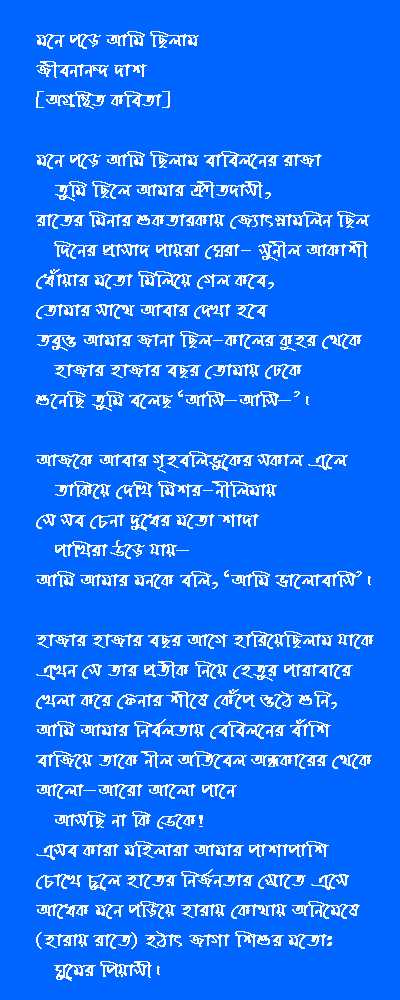 মনে পড়ে আমি ছিলাম
জীবনানন্দ দাশ
[অগ্রন্থিত কবিতা]
মনে পড়ে আমি ছিলাম বাবিলনের রাজা
তুমি ছিলে আমার ক্রীতদাসী,
রাতের মিনার শুকতারকায় জ্যোৎস্নামলিন ছিল
দিনের প্রাসাদ পায়রা ঘেরা– সুনীল আকাশী
ধোঁয়ার মতো মিলিয়ে গেল কবে,
তোমার সাথে আবার দেখা হবে
তবুও আমার জানা ছিল–কালের কুহর থেকে
হাজার হাজার বছর তোমায় ঢেকে
শুনেছি তুমি বলেছ ‘আসি–আসি–’।
আজকে আবার গৃহবলিভুকের সকাল এলে
তাকিয়ে দেখি মিশর–নীলিমায়
সে সব চেনা দুধের মতো শাদা
পাখিরা উড়ে যায়–
আমি আমার মনকে বলি, ‘আমি ভালোবাসি’।
হাজার হাজার বছর আগে হারিয়েছিলাম যাকে
এখন সে তার প্রতীক নিয়ে হেতুর পারাবারে
খেলা করে ফেনার শীষে কেঁপে ওঠে শুনি,
আমি আমার নির্বলতায় বেবিলনের বাঁশি
বাজিয়ে তাকে নীল অতিবেল অন্ধকারের থেকে
আলো–আরো আলো পানে
আসছি না কি ডেকে!
এসব কারা মহিলারা আমার পাশাপাশি
চোখে চুলে হাতের নির্জনতার স্রোতে এসে
আধেক মনে পড়িয়ে হারায় কোথায় অনিমেষে
(হারায় রাতে) হঠাৎ জাগা শিশুর মতোঃ
ঘুমের পিয়াসী।